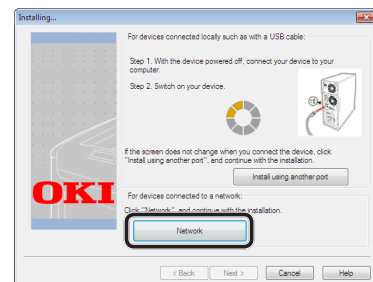 Installing...
For devices connected locally such as with a USB cable:
Step 1. With the device powered off, connect your device to your
computer.
Step 2. Switch on your device.
If the screen does not change when you connect the device, click
"Install using another port", and continue with the installation.
Install using another port
OKI
For devices connected to a network:
Click "Network", and continue with the installation.
Network
< Back
Next >
Cancel
Help